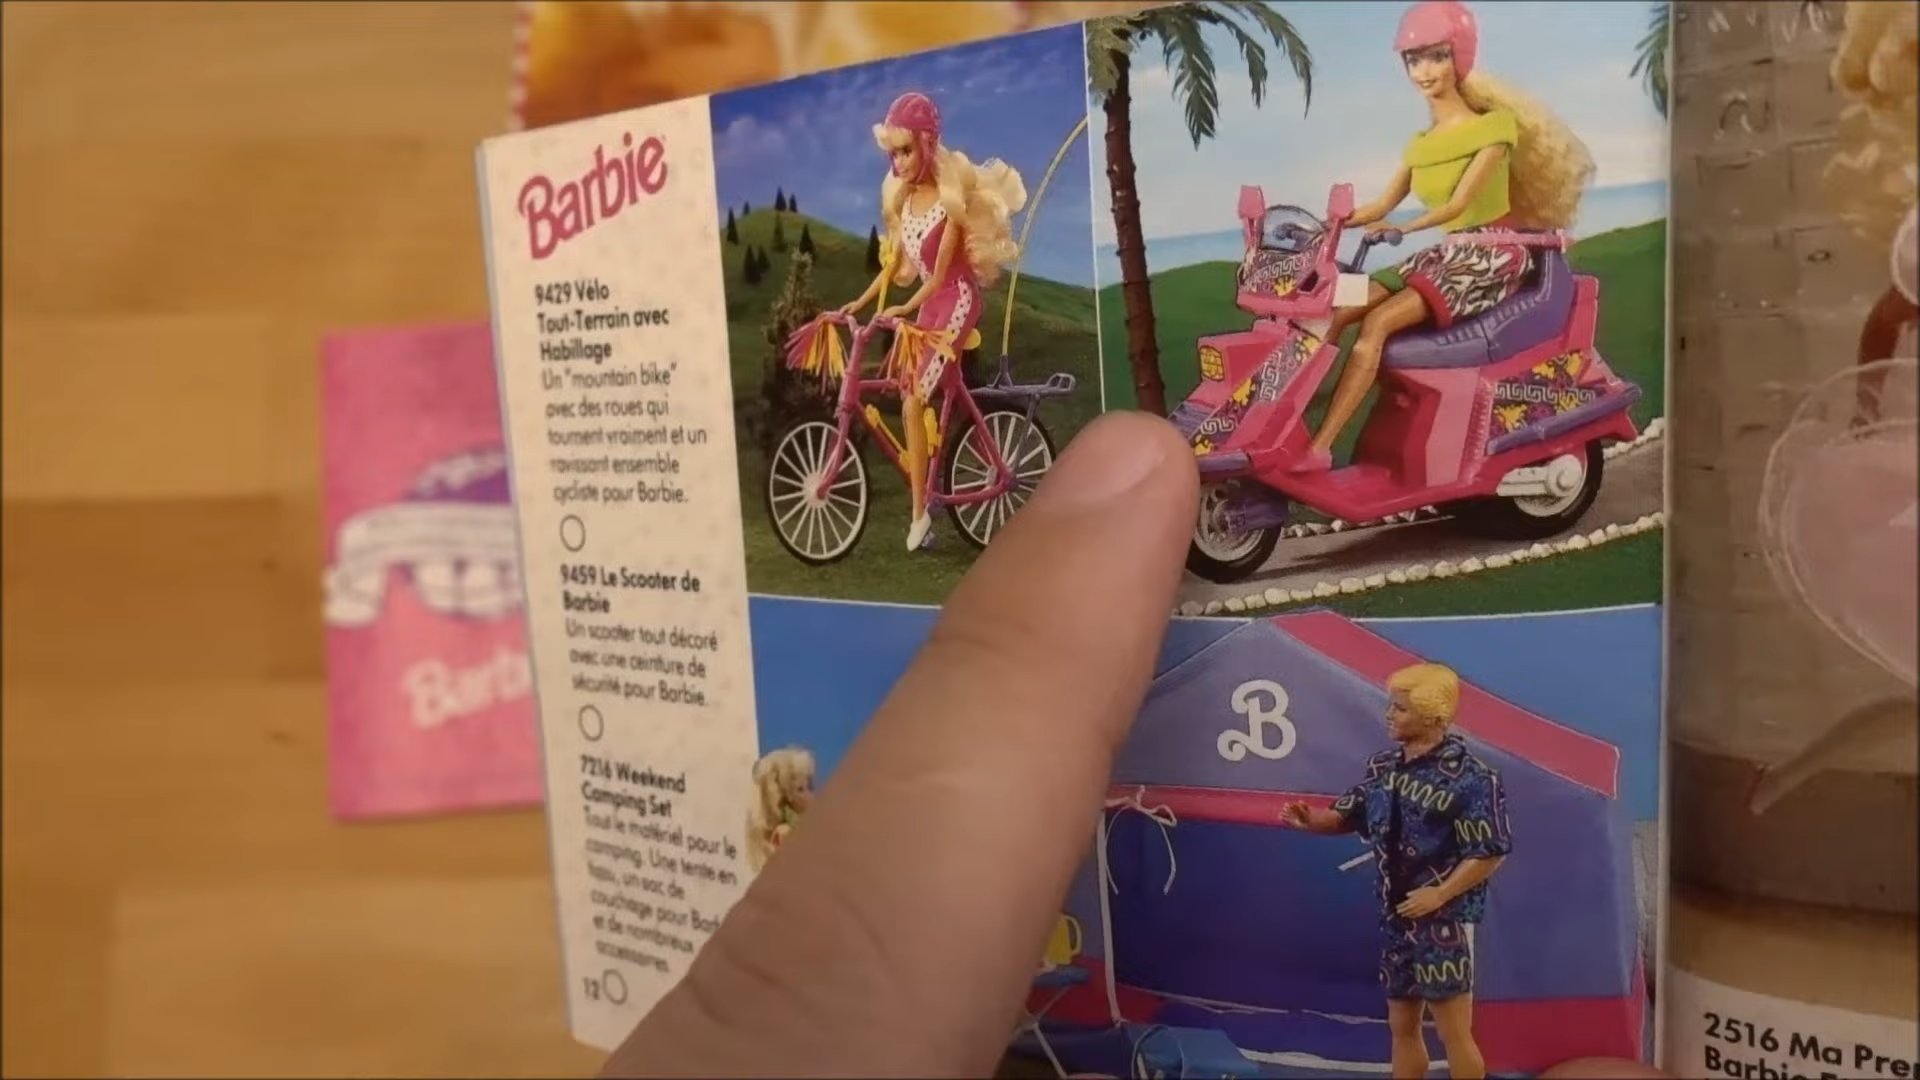 Barbie
9429 Vélo
Tout-Terrain avec
Habillage
Un "mountain bike"
avec des roues qui
tournent vraiment et un
ravissant ensemble
cycliste pour Barbie.
9459 Le Scooter de
Barbie
Un scooter tout décoré
avec une ceinture de
sécurité pour Barbie.
7216 Weekend
Camping Set
Tout le matériel pour le
camping. Une tente en
tissu, un sac de
couchage pour Barb
et de nombreux
accessoires.
12
B
Barb
2516 Ma Pre
Barbie